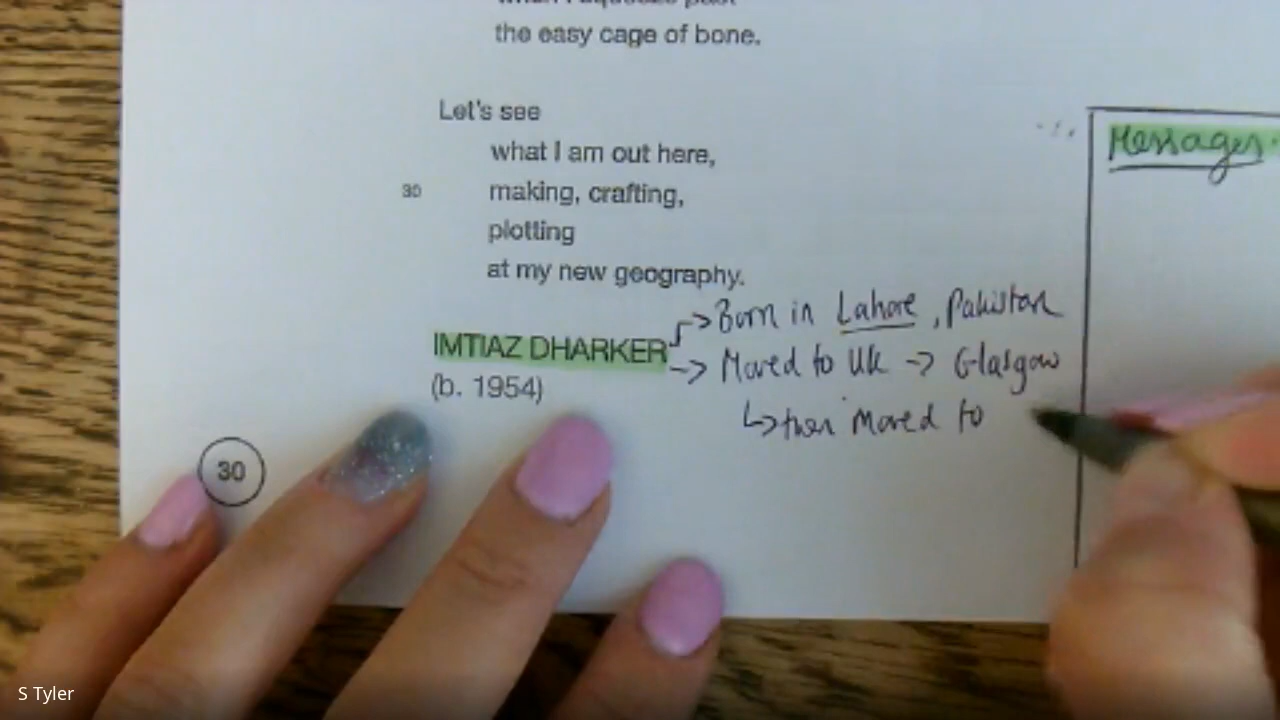 the easy cage of bone.
Let's see
what I am out here,
30 making, crafting,
plotting
at my new geography.
IMTIAZ DHARKER
(b. 1954)
-> Born in Lahore, Pakistan
-> Moved to UK -> Glasgow
↳ then moved to
Messages
30
S Tyler